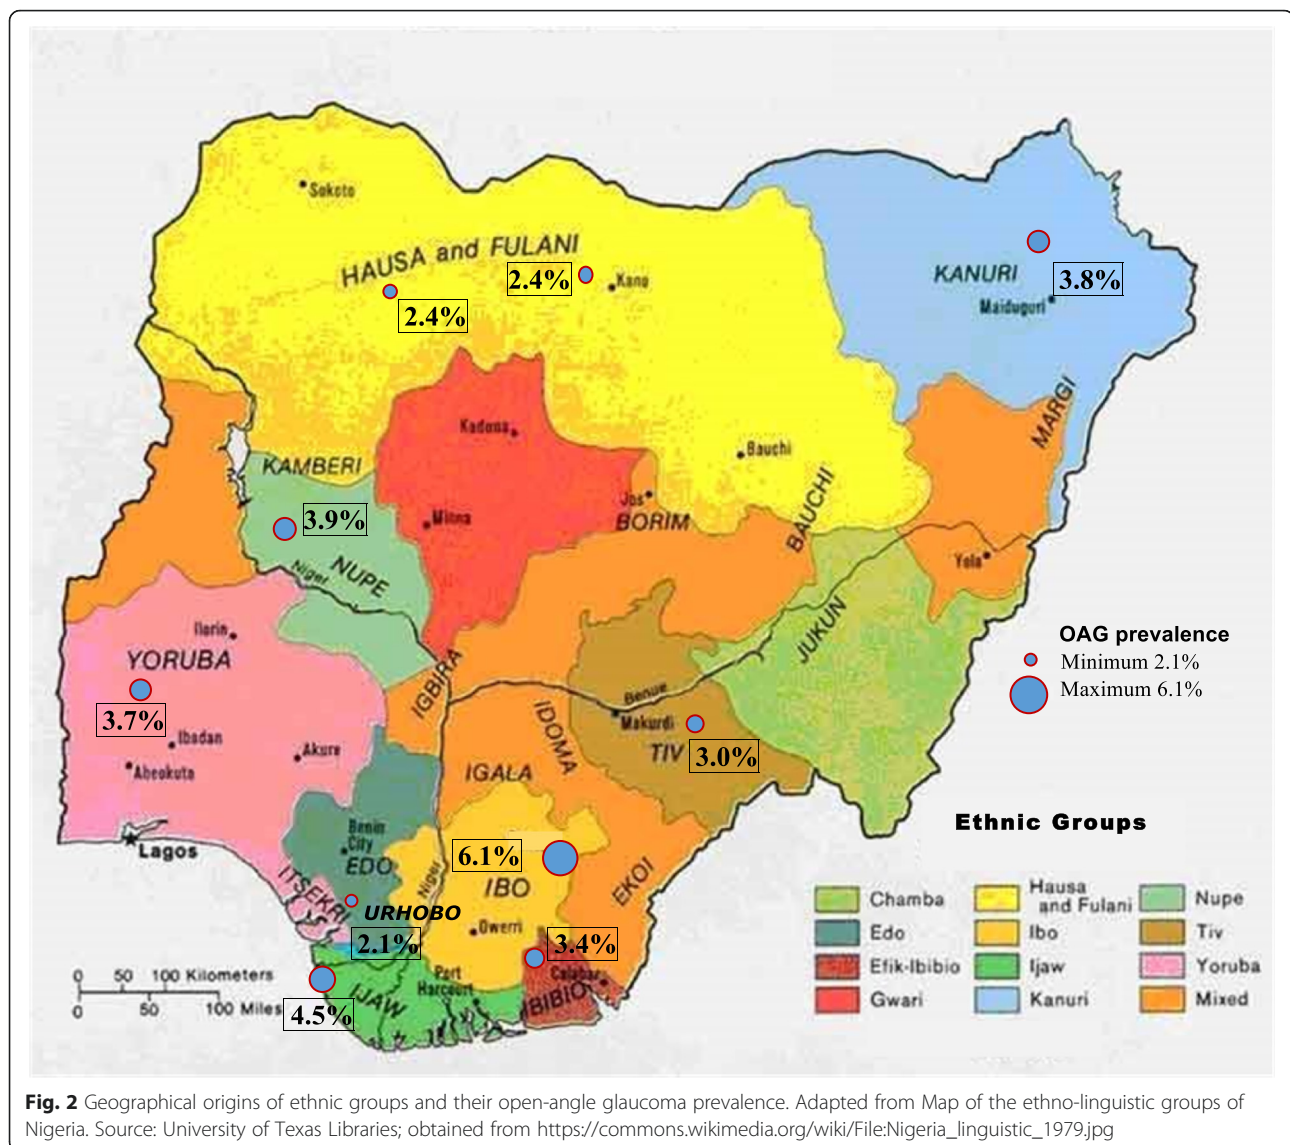 Sokoto
HAUSA and FULANI
2.4%
Kano
2.4%
KANURI
3.8%
Maiduguri
MARGI
Kaduna
Bauchi
KAMBERI
Jos
BORIM
BAUCHI
3.9%
Minna
NUPE
Niger
Yola
JUKUN
Ilorin
YORUBA
IGBIRA
OAG prevalence
Minimum 2.1%
Maximum 6.1%
3.7%
Ibadan
Abeokuta
Akure
Benue
Makurdi
TIV
3.0%
IDOMA
IGALA
Lagos
Benin
City
EDO
Niger
6.1%
IBO
EKOI
ITSEKRI
URHOBO
2.1%
Owerri
3.4%
Calabar
IBIBIO
Port
Harcourt
IJAW
4.5%
0 50 100 Kilometers
0 50 100 Miles
Ethnic Groups
Chamba
Edo
Efik-Ibibio
Gwari
Hausa
and Fulani
Ibo
Ijaw
Kanuri
Nupe
Tiv
Yoruba
Mixed
Fig. 2 Geographical origins of ethnic groups and their open-angle glaucoma prevalence. Adapted from Map of the ethno-linguistic groups of
Nigeria. Source: University of Texas Libraries; obtained from https://commons.wikimedia.org/wiki/File:Nigeria_linguistic_1979.jpg